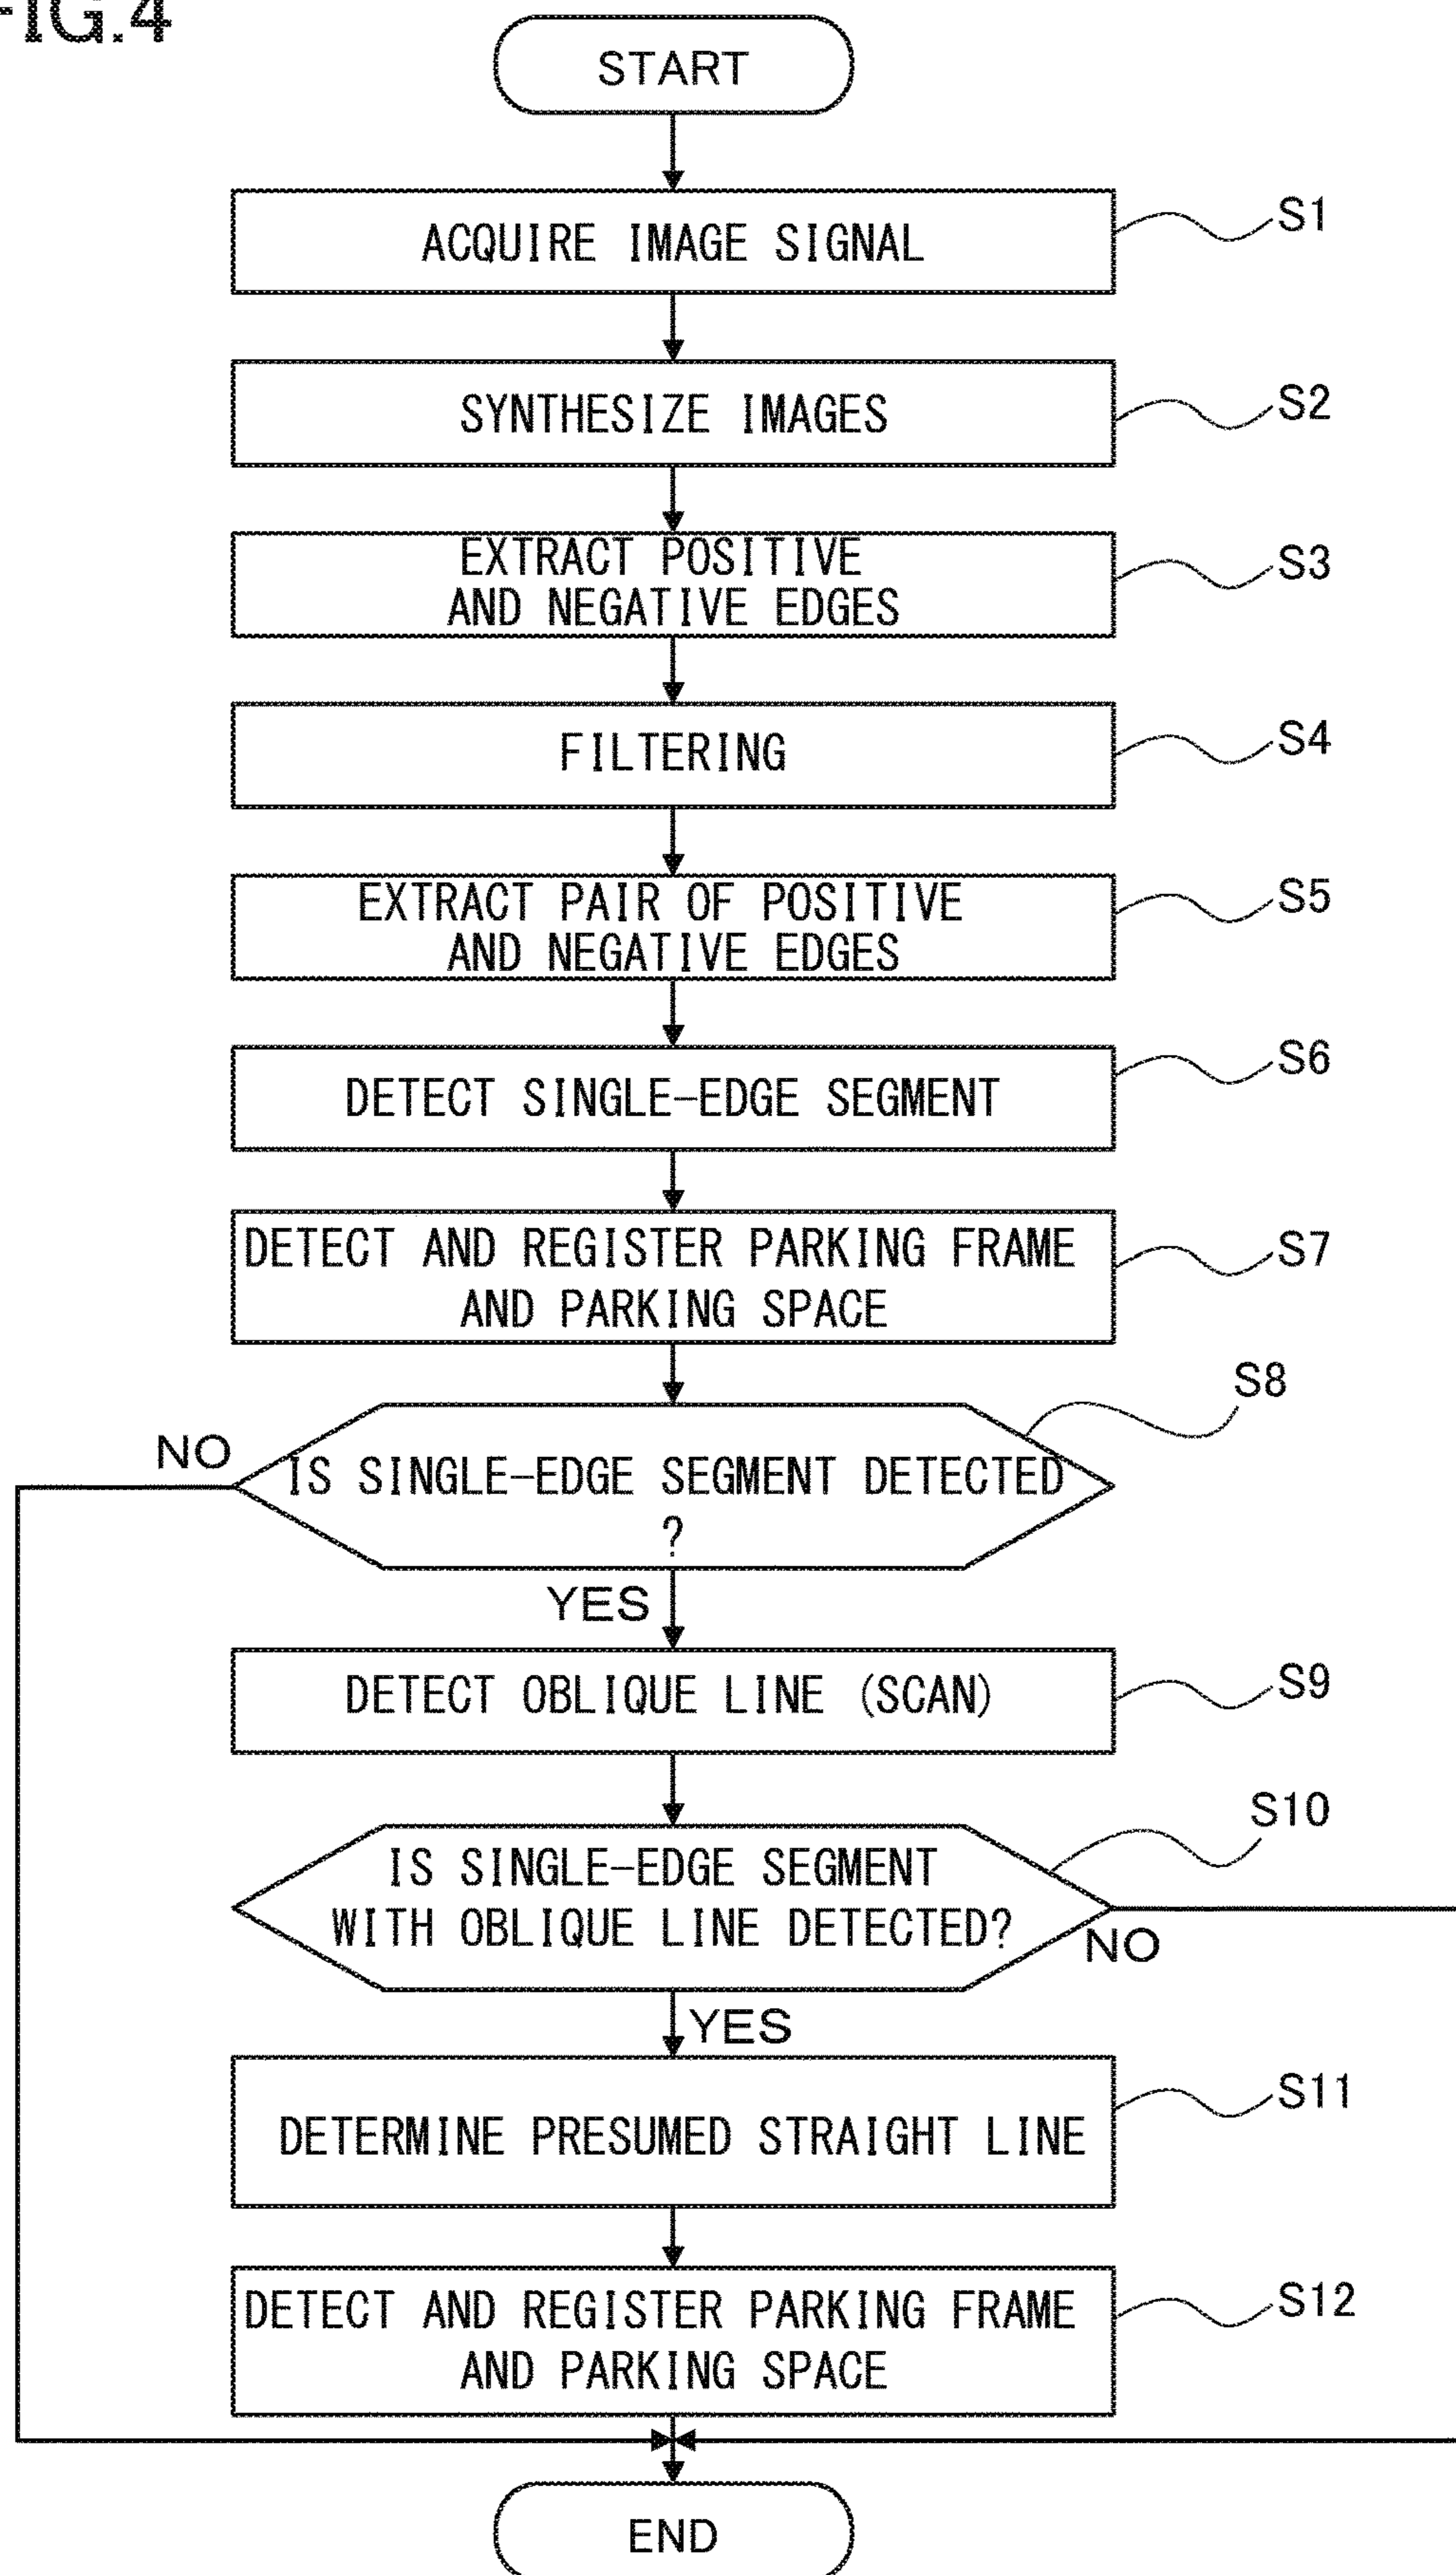 FIG.4
START
ACQUIRE IMAGE SIGNAL
S1
SYNTHESIZE IMAGES
S2
EXTRACT POSITIVE
AND NEGATIVE EDGES
S3
FILTERING
S4
EXTRACT PAIR OF POSITIVE
AND NEGATIVE EDGES
S5
DETECT SINGLE-EDGE SEGMENT
S6
DETECT AND REGISTER PARKING FRAME
AND PARKING SPACE
S7
S8
NO
IS SINGLE-EDGE SEGMENT DETECTED
?
YES
DETECT OBLIQUE LINE (SCAN)
S9
S10
IS SINGLE-EDGE SEGMENT
WITH OBLIQUE LINE DETECTED?
NO
YES
DETERMINE PRESUMED STRAIGHT LINE
S11
DETECT AND REGISTER PARKING FRAME
AND PARKING SPACE
S12
END